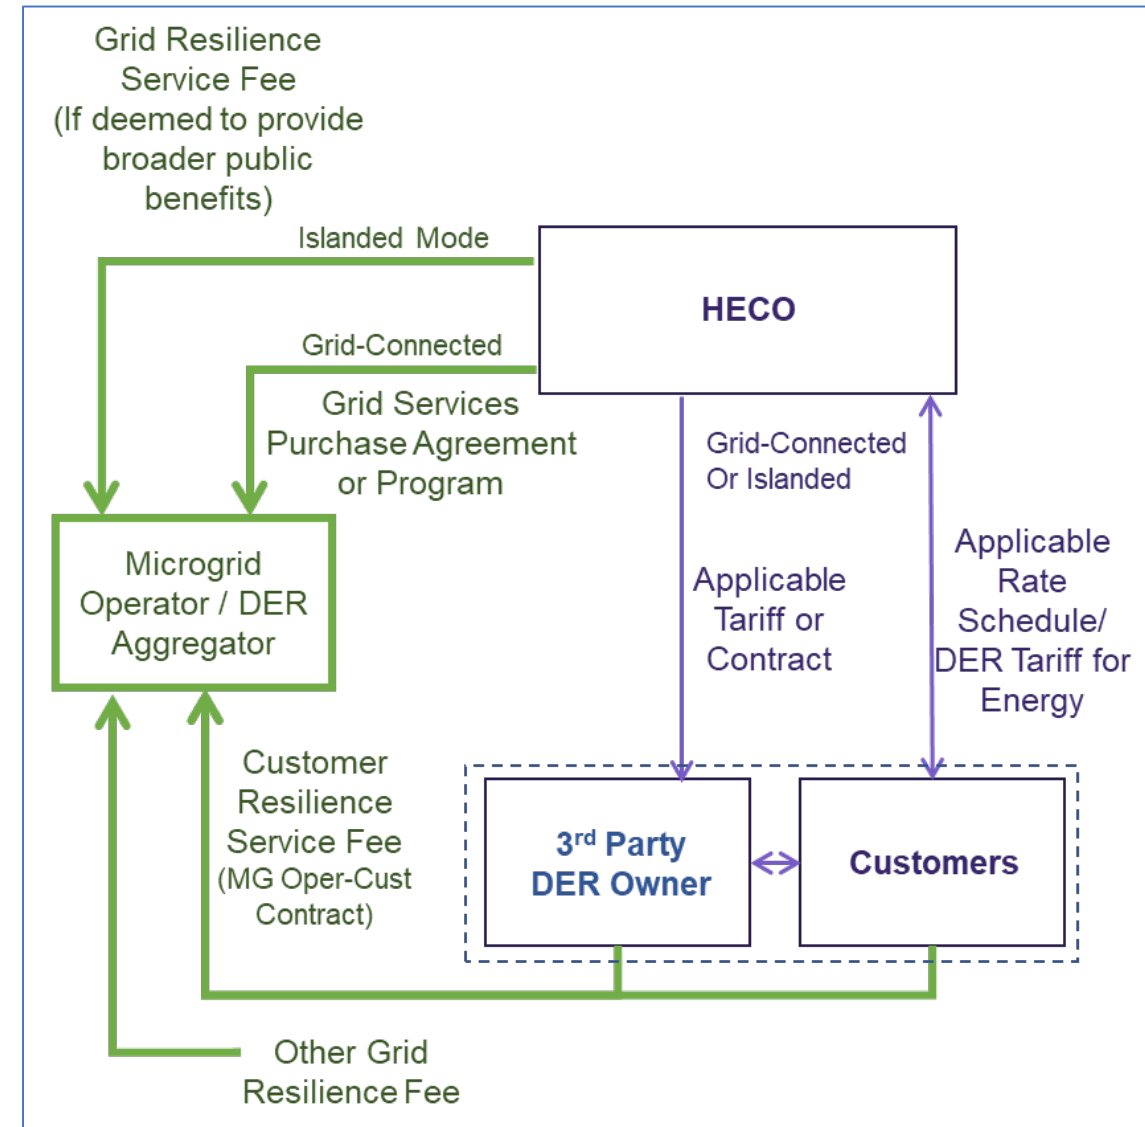 Grid Resilience
Service Fee
(If deemed to provide
broader public
benefits)
Islanded Mode
HECO
Grid-Connected
Grid Services
Purchase Agreement
or Program
Grid-Connected
Or Islanded
Microgrid
Operator / DER
Aggregator
Applicable
Tariff or
Contract
Applicable
Rate
Schedule/
DER Tariff for
Energy
Customer
Resilience
Service Fee
(MG Oper-Cust
Contract)
3rd Party
DER Owner
Customers
Other Grid
Resilience Fee